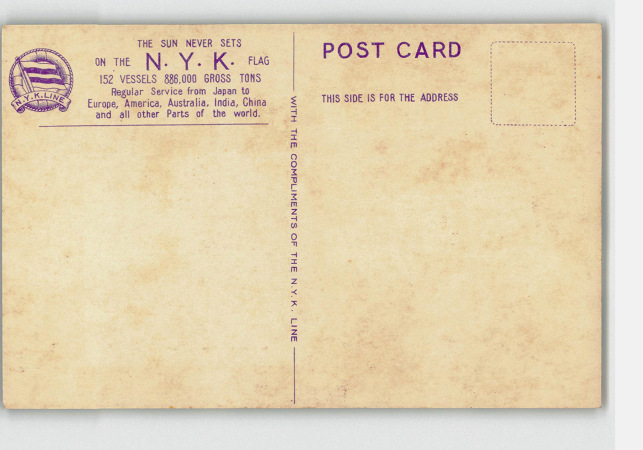 THE SUN NEVER SETS
ON THE N. Y. K. FLAG
152 VESSELS 886,000 GROSS TONS
Regular Service from Japan to
Europe, America, Australia, India, China
and all other Parts of the world.
N.Y.K.LINE
WITH THE COMPLIMENTS OF THE N.Y.K. LINE
POST CARD
THIS SIDE IS FOR THE ADDRESS